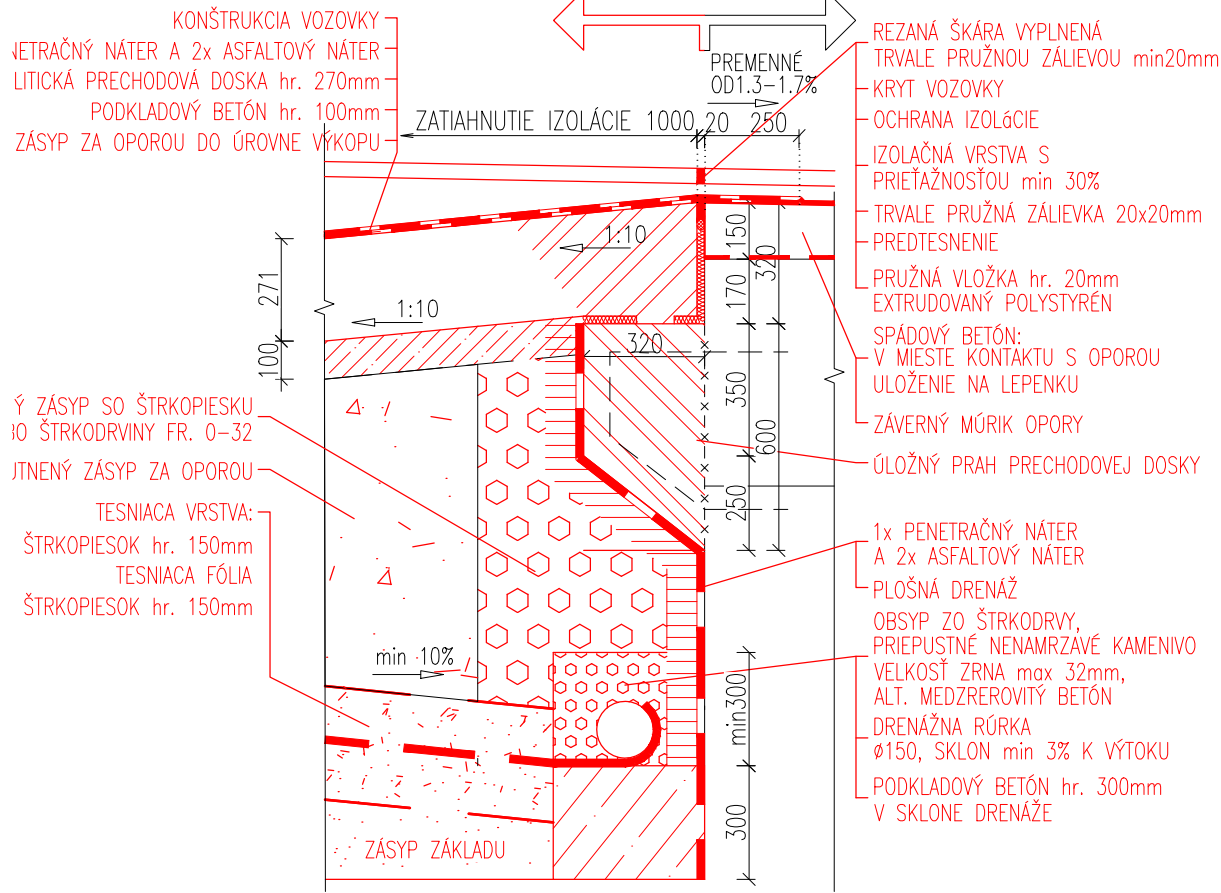 KONŠTRUKCIA VOZOVKY
NÁTER A 2x ASFALTOVÝ NÁTER
PRECHODOVÁ DOSKA hr. 270mm
PODKLADOVÝ BETÓN hr. 100mm
ZÁSYP ZA OPOROU DO ÚROVNE VÝKOPU
PREMENNÉ
OD1.3-1.7%
ZATIAHNUTIE IZOLÁCIE 1000
20
250
REZANÁ ŠKÁRA VYPLNENÁ
TRVALE PRUŽNOU ZÁLIEVOU min20mm
KRYT VOZOVKY
OCHRANA IZOLáCIE
IZOLAČNÁ VRSTVA S
PRIEŤAŽNOSŤOU min 30%
TRVALE PRUŽNÁ ZÁLIEVKA 20x20mm
PREDTESNENIE
PRUŽNÁ VLOŽKA hr. 20mm
EXTRUDOVANÝ POLYSTYRÉN
SPÁDOVÝ BETÓN:
V MIESTE KONTAKTU S OPOROU
ULOŽENIE NA LEPENKU
ZÁVERNÝ MÚRIK OPORY
ÚLOŽNÝ PRAH PRECHODOVEJ DOSKY
1x PENETRAČNÝ NÁTER
A 2x ASFALTOVÝ NÁTER
PLOŠNÁ DRENÁŽ
OBSYP ZO ŠTRKODRVY,
PRIEPUSTNÉ NENAMRZAVÉ KAMENIVO
VELKOSŤ ZRNA max 32mm,
ALT. MEDZREROVITÝ BETÓN
DRENÁŽNA RÚRKA
ø150, SKLON min 3% K VÝTOKU
PODKLADOVÝ BETÓN hr. 300mm
V SKLONE DRENÁŽE
1:10
1:10
271
100
150
320
170
320
350
600
250
min300
300
ZÁSYP SO ŠTRKOPIESKU
ŠTRKODRVINY FR. 0-32
ZÁSYP ZA OPOROU
TESNIACA VRSTVA:
ŠTRKOPIESOK hr. 150mm
TESNIACA FÓLIA
ŠTRKOPIESOK hr. 150mm
min 10%
ZÁSYP ZÁKLADU